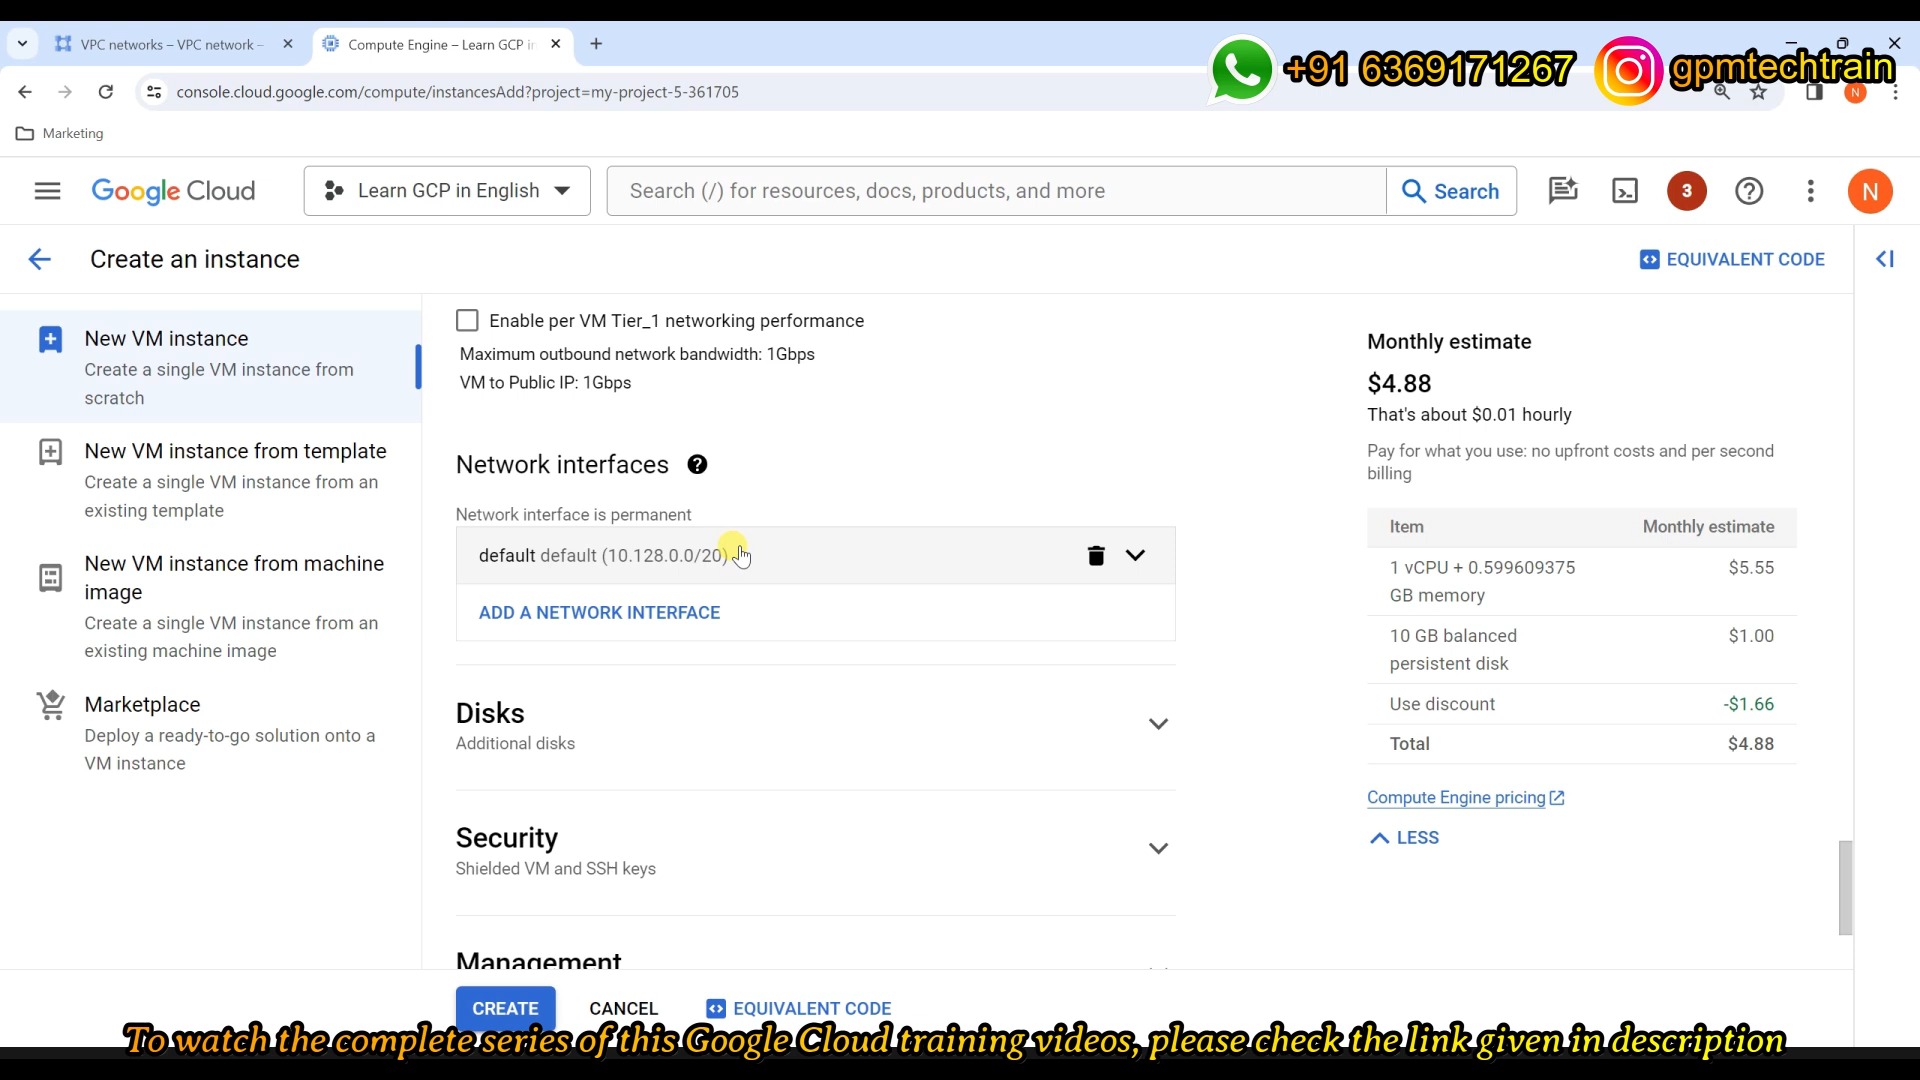 VPC networks – VPC network –
Compute Engine – Learn GCP in
+91 6369171267
gpmtechtrain
console.cloud.google.com/compute/instancesAdd?project=my-project-5-361705
N
Marketing
Google Cloud
Learn GCP in English
Search (/) for resources, docs, products, and more
Search
3
N
Create an instance
EQUIVALENT CODE
New VM instance
Create a single VM instance from
scratch
New VM instance from template
Create a single VM instance from an
existing template
New VM instance from machine
image
Create a single VM instance from an
existing machine image
Marketplace
Deploy a ready-to-go solution onto a
VM instance
Enable per VM Tier_1 networking performance
Maximum outbound network bandwidth: 1Gbps
VM to Public IP: 1Gbps
Network interfaces
Network interface is permanent
default default (10.128.0.0/20)
ADD A NETWORK INTERFACE
Disks
Additional disks
Security
Shielded VM and SSH keys
Management
CREATE
CANCEL
EQUIVALENT CODE
Monthly estimate
$4.88
That's about $0.01 hourly
Pay for what you use: no upfront costs and per second
billing
Item Monthly estimate
1 vCPU + 0.599609375 $5.55
GB memory
10 GB balanced $1.00
persistent disk
Use discount -$1.66
Total $4.88
Compute Engine pricing
LESS
To watch the complete series of this Google Cloud training videos, please check the link given in description